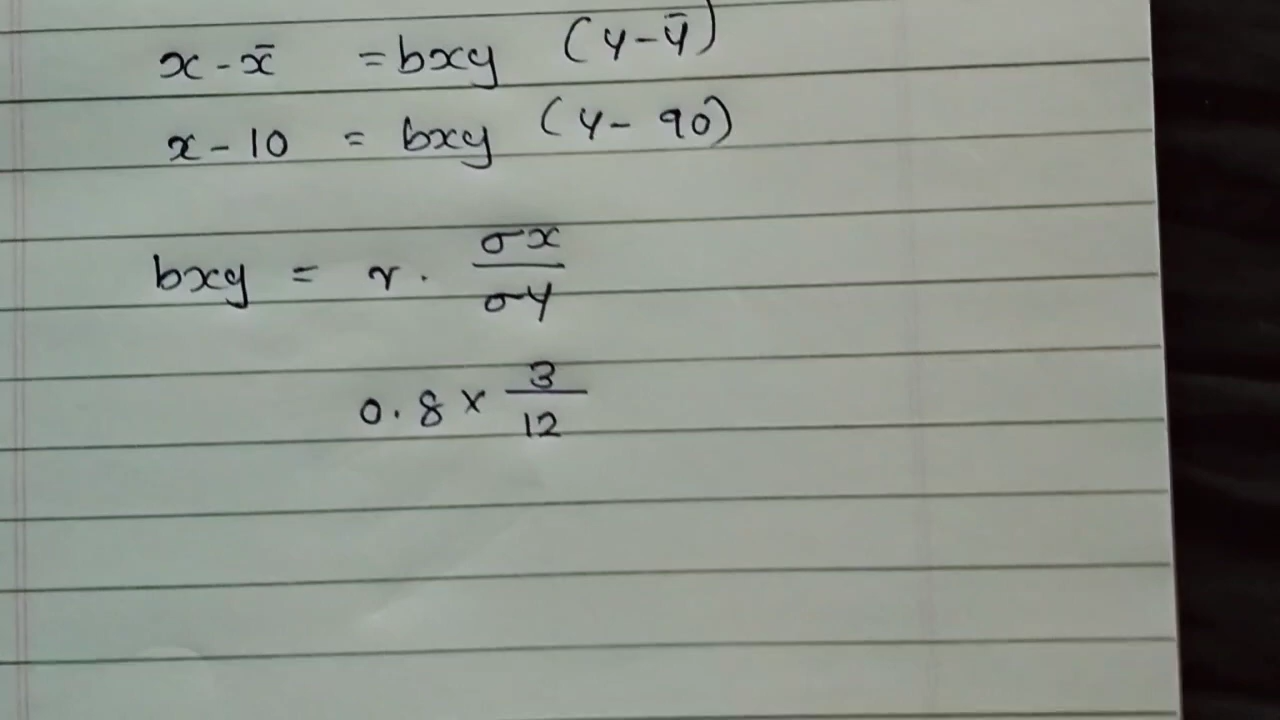 x - x̄ = bxy (y - ȳ)
x - 10 = bxy (y - 90)
bxy = r . σx / σy
0.8 × 3 / 12